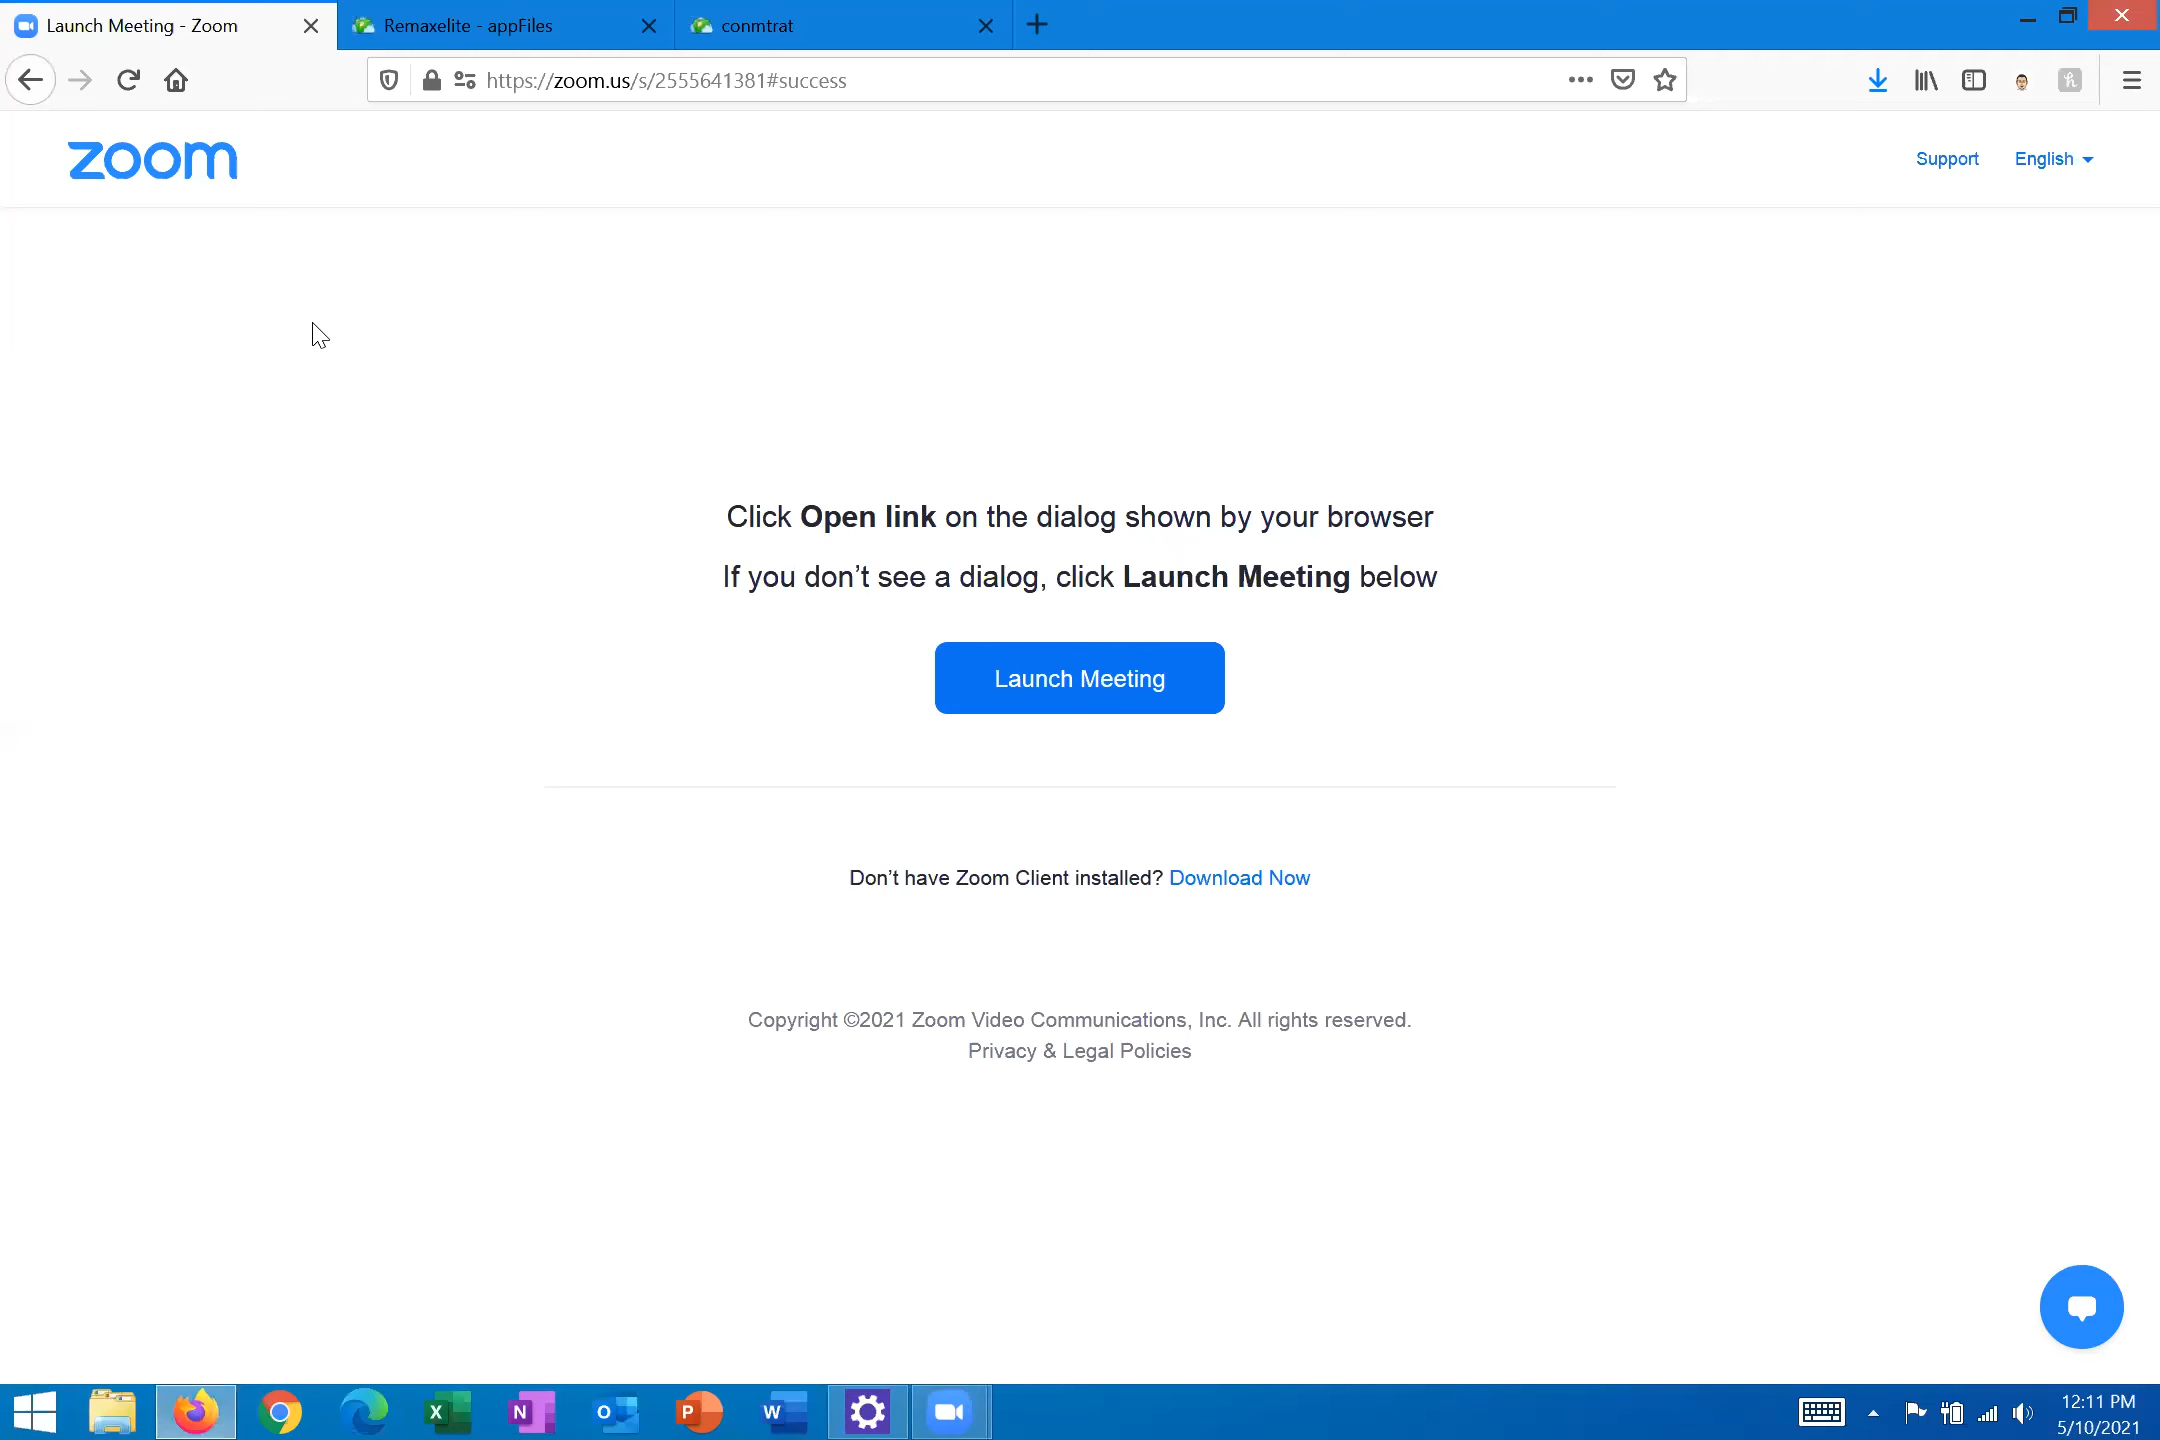 Launch Meeting - Zoom
Remaxelite - appFiles
conmtrat
https://zoom.us/s/2555641381#success
zoom
Support
English
Click Open link on the dialog shown by your browser
If you don’t see a dialog, click Launch Meeting below
Launch Meeting
Don’t have Zoom Client installed? Download Now
Copyright ©2021 Zoom Video Communications, Inc. All rights reserved.
Privacy & Legal Policies
12:11 PM
5/10/2021